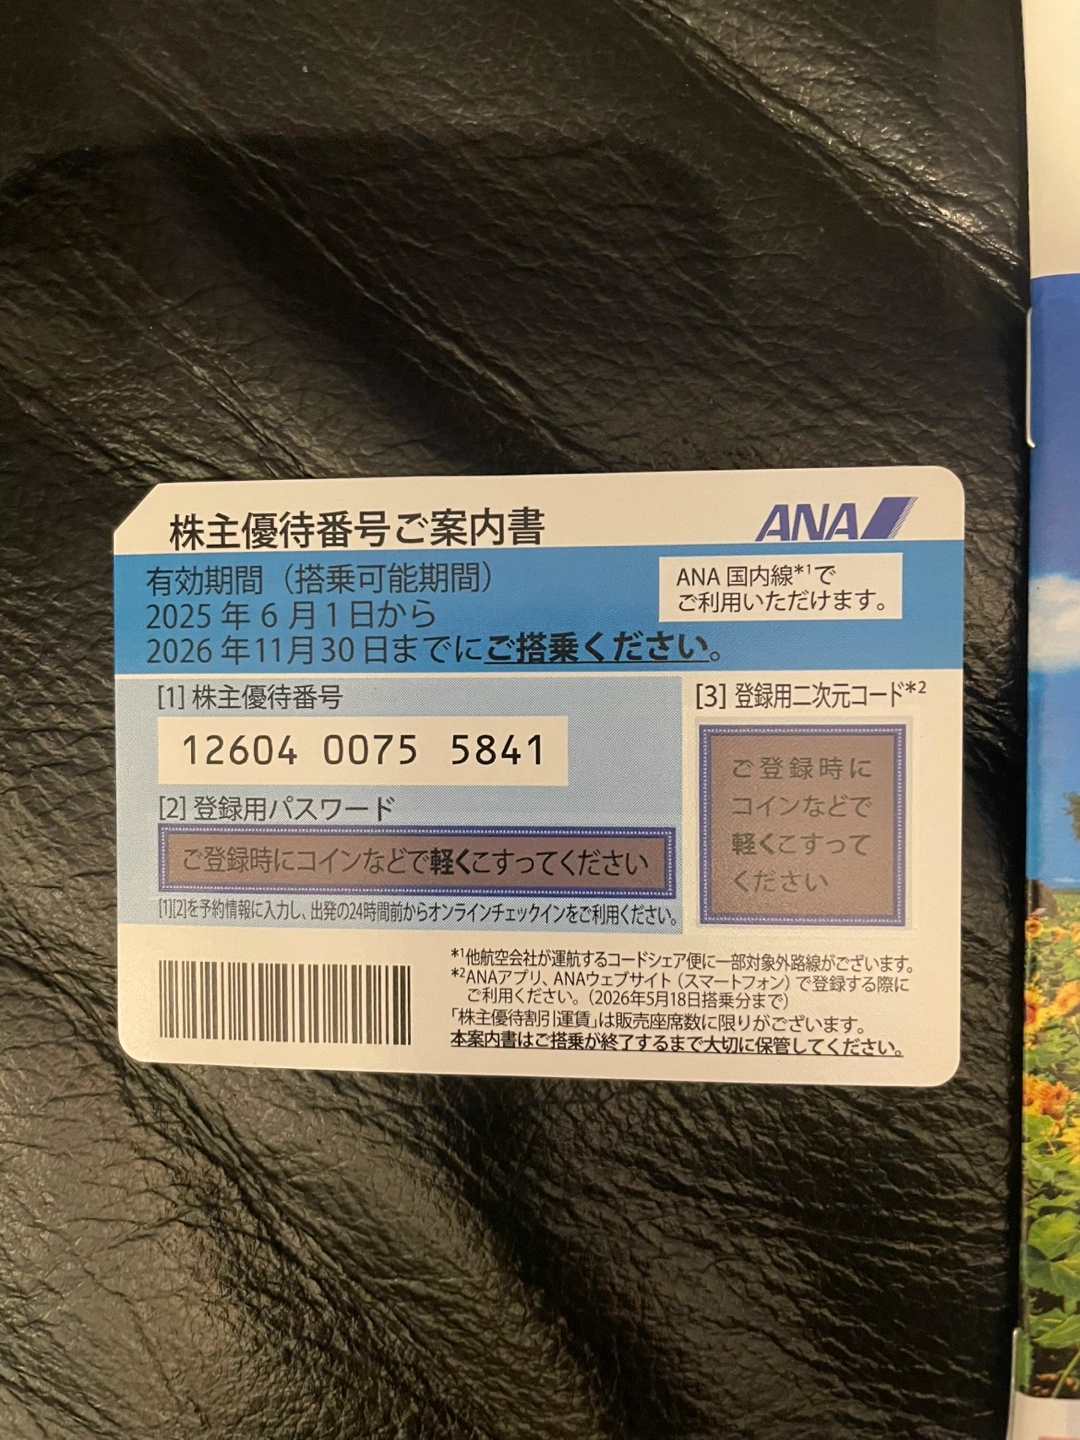 株主優待番号ご案内書
ANA
有効期間（搭乗可能期間）
2025年6月1日から
2026年11月30日までにご搭乗ください。
ANA国内線*1で
ご利用いただけます。
[1] 株主優待番号
12604 0075 5841
[2] 登録用パスワード
ご登録時にコインなどで軽くこすってください
[1][2]を予約情報に入力し、出発の24時間前からオンラインチェックインをご利用ください。
[3] 登録用二次元コード*2
ご登録時に
コインなどで
軽くこすって
ください
*1他航空会社が運航するコードシェア便に一部対象外路線がございます。
*2ANAアプリ、ANAウェブサイト（スマートフォン）で登録する際に
ご利用ください。（2026年5月18日搭乗分まで）
「株主優待割引運賃」は販売座席数に限りがございます。
本案内書はご搭乗が終了するまで大切に保管してください。